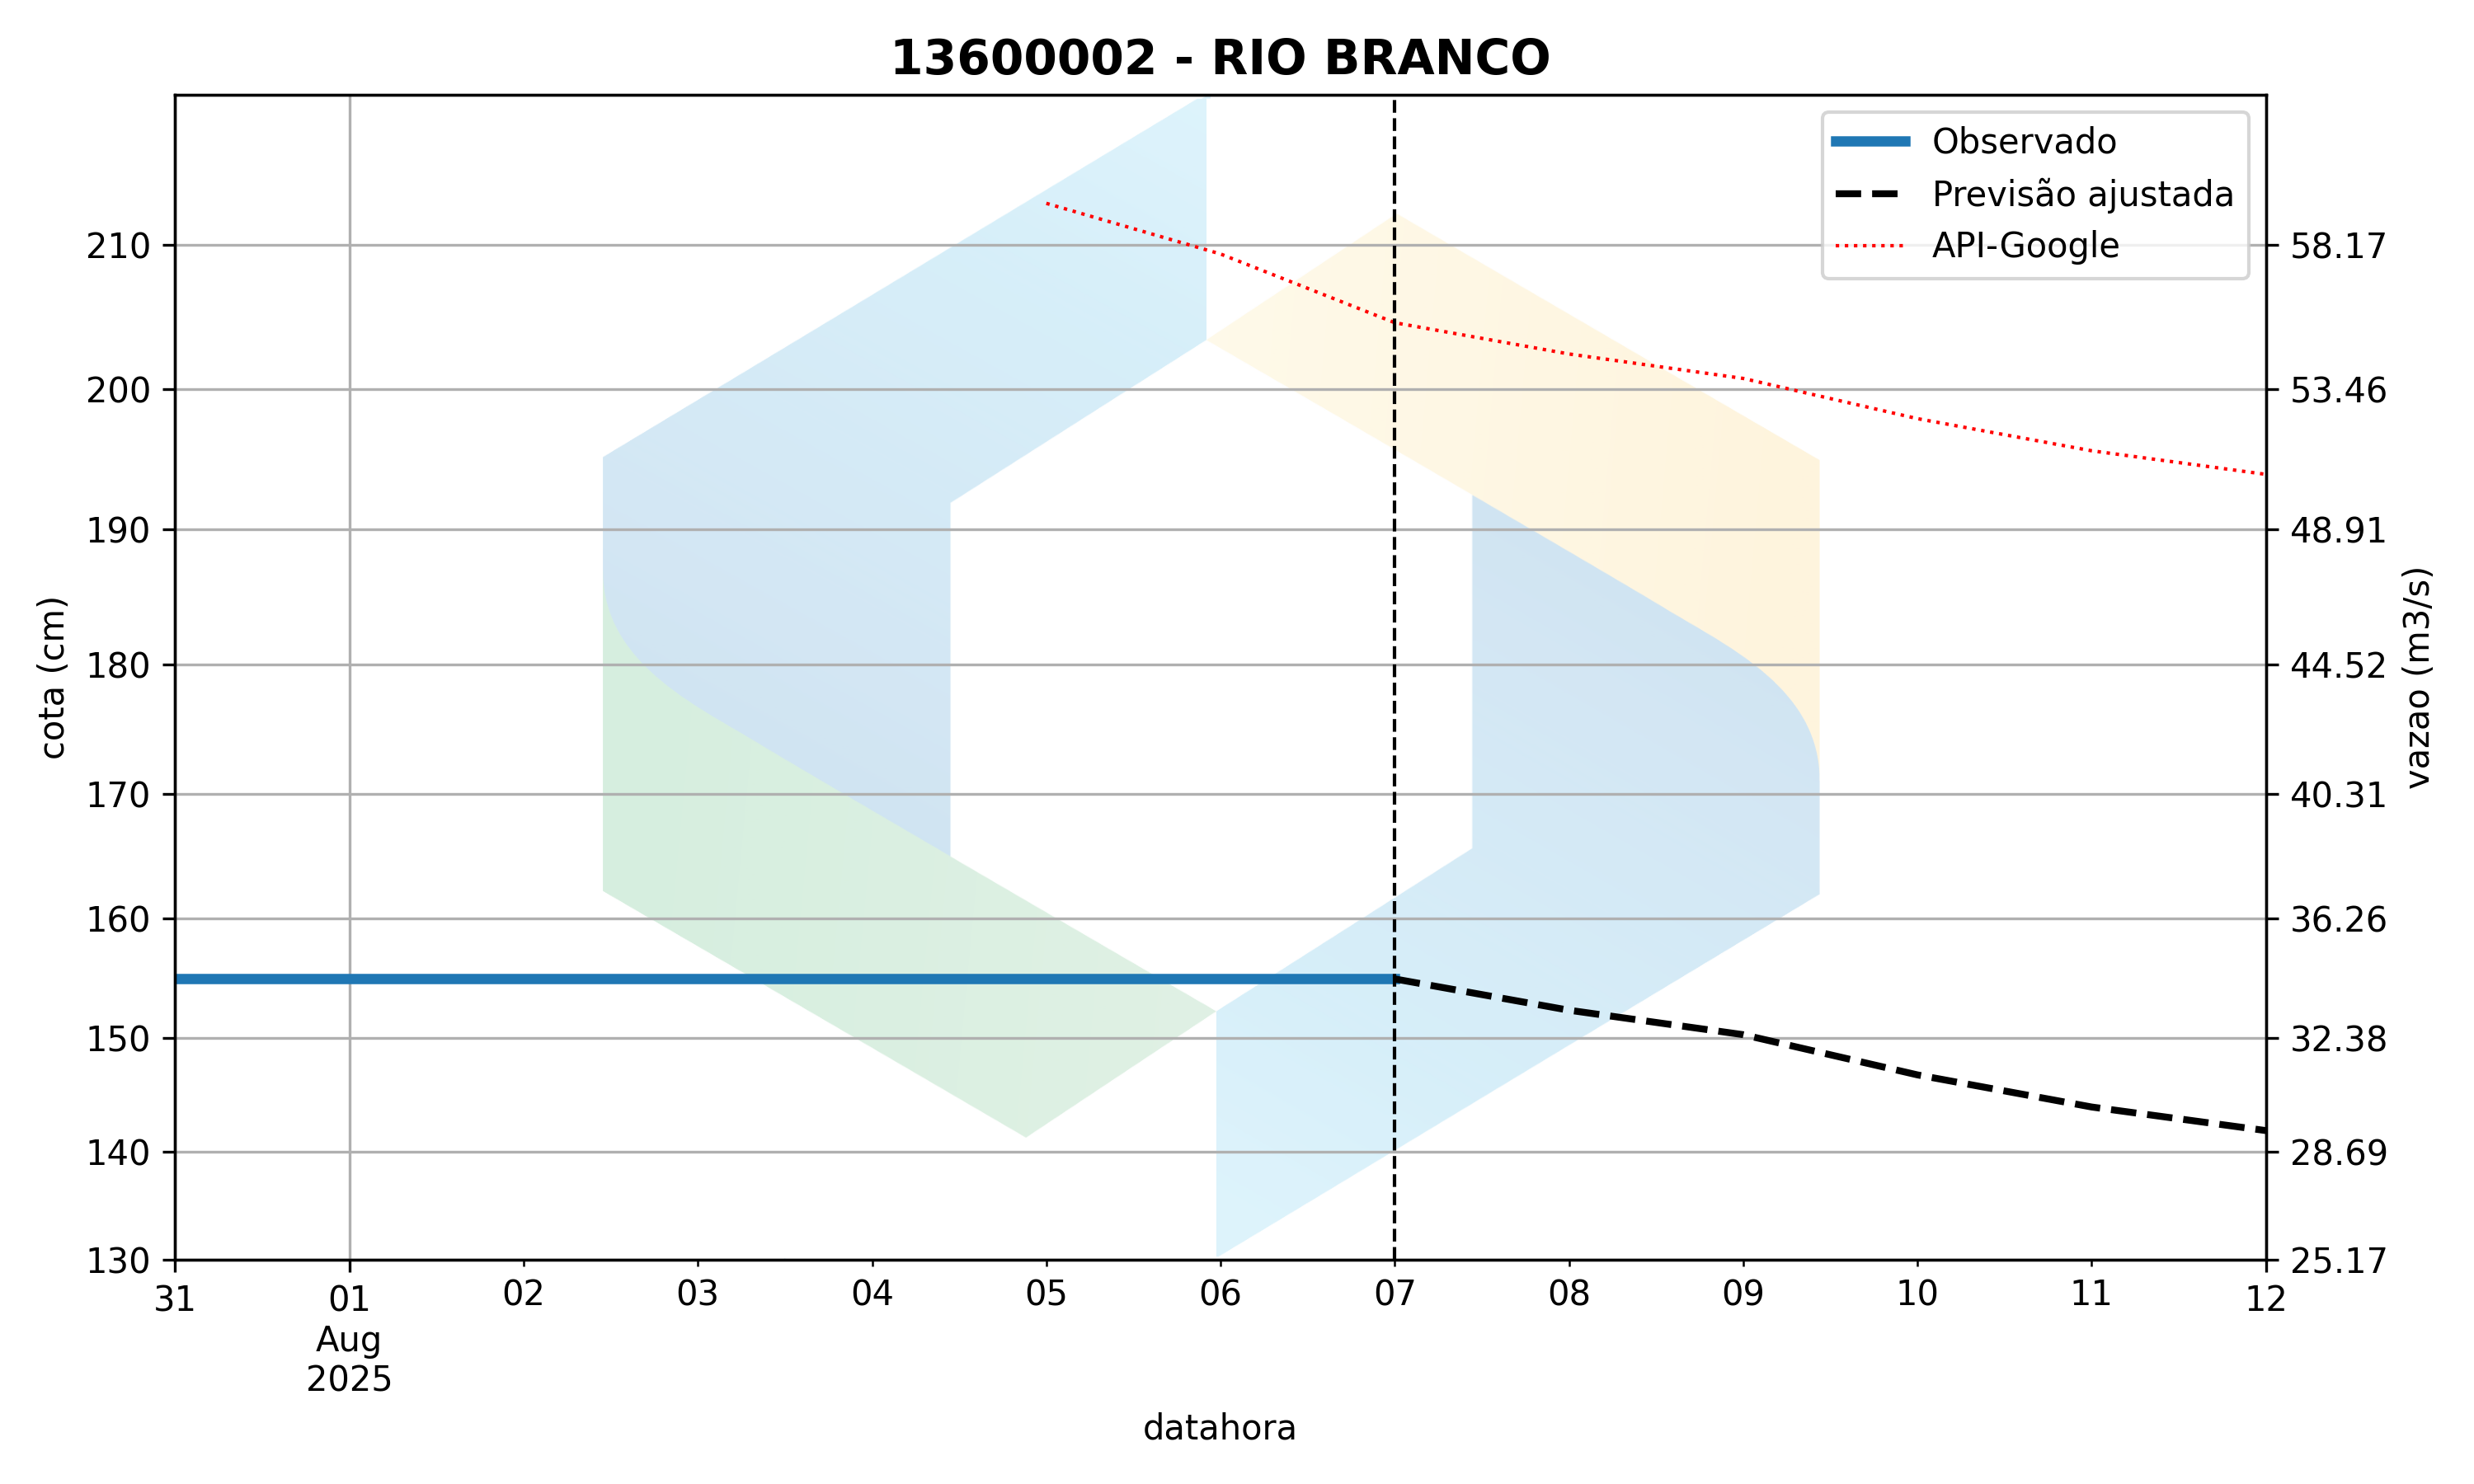 13600002 - RIO BRANCO
Observado
Previsão ajustada
API-Google
210
200
190
180
170
160
150
140
130
cota (cm)
58.17
53.46
48.91
44.52
40.31
36.26
32.38
28.69
25.17
vazao (m3/s)
31 01 02 03 04 05 06 07 08 09 10 11 12
Aug
2025
datahora